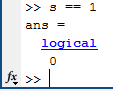 >> s == 1
ans =
logical
0
fx >>